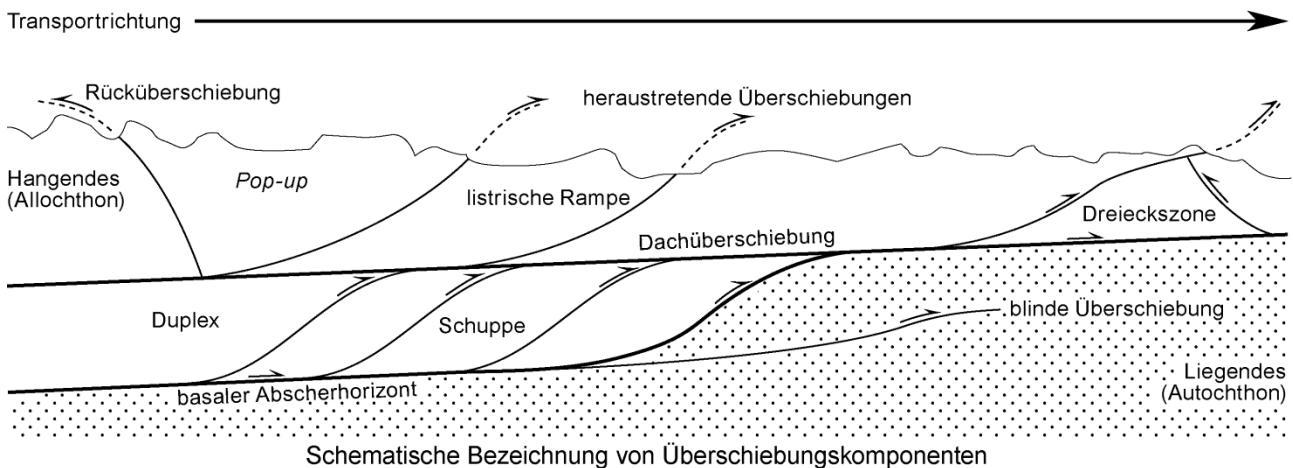 Transportrichtung
Rücküberschiebung
heraustretende Überschiebungen
Hangendes
(Allochthon)
Pop-up
listrische Rampe
Dreieckszone
Dachüberschiebung
Duplex
Schuppe
blinde Überschiebung
basaler Abscherhorizont
Liegendes
(Autochthon)
Schematische Bezeichnung von Überschiebungskomponenten